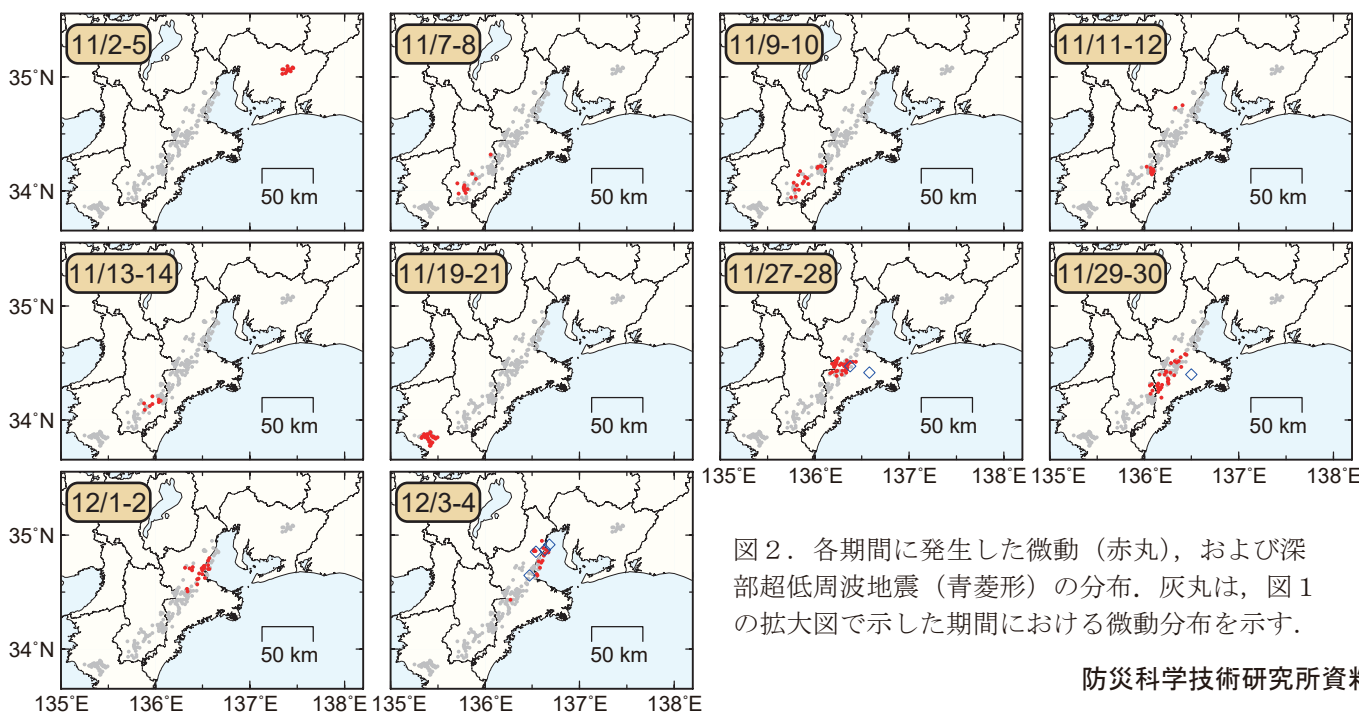 11/2-5
11/7-8
11/9-10
11/11-12
35°N
34°N
50 km
50 km
50 km
50 km
11/13-14
11/19-21
11/27-28
11/29-30
35°N
34°N
50 km
50 km
50 km
50 km
135°E 136°E 137°E 138°E
135°E 136°E 137°E 138°E
12/1-2
12/3-4
35°N
34°N
50 km
50 km
135°E 136°E 137°E 138°E
135°E 136°E 137°E 138°E
図2．各期間に発生した微動（赤丸），および深
部超低周波地震（青菱形）の分布．灰丸は，図1
の拡大図で示した期間における微動分布を示す．
防災科学技術研究所資料